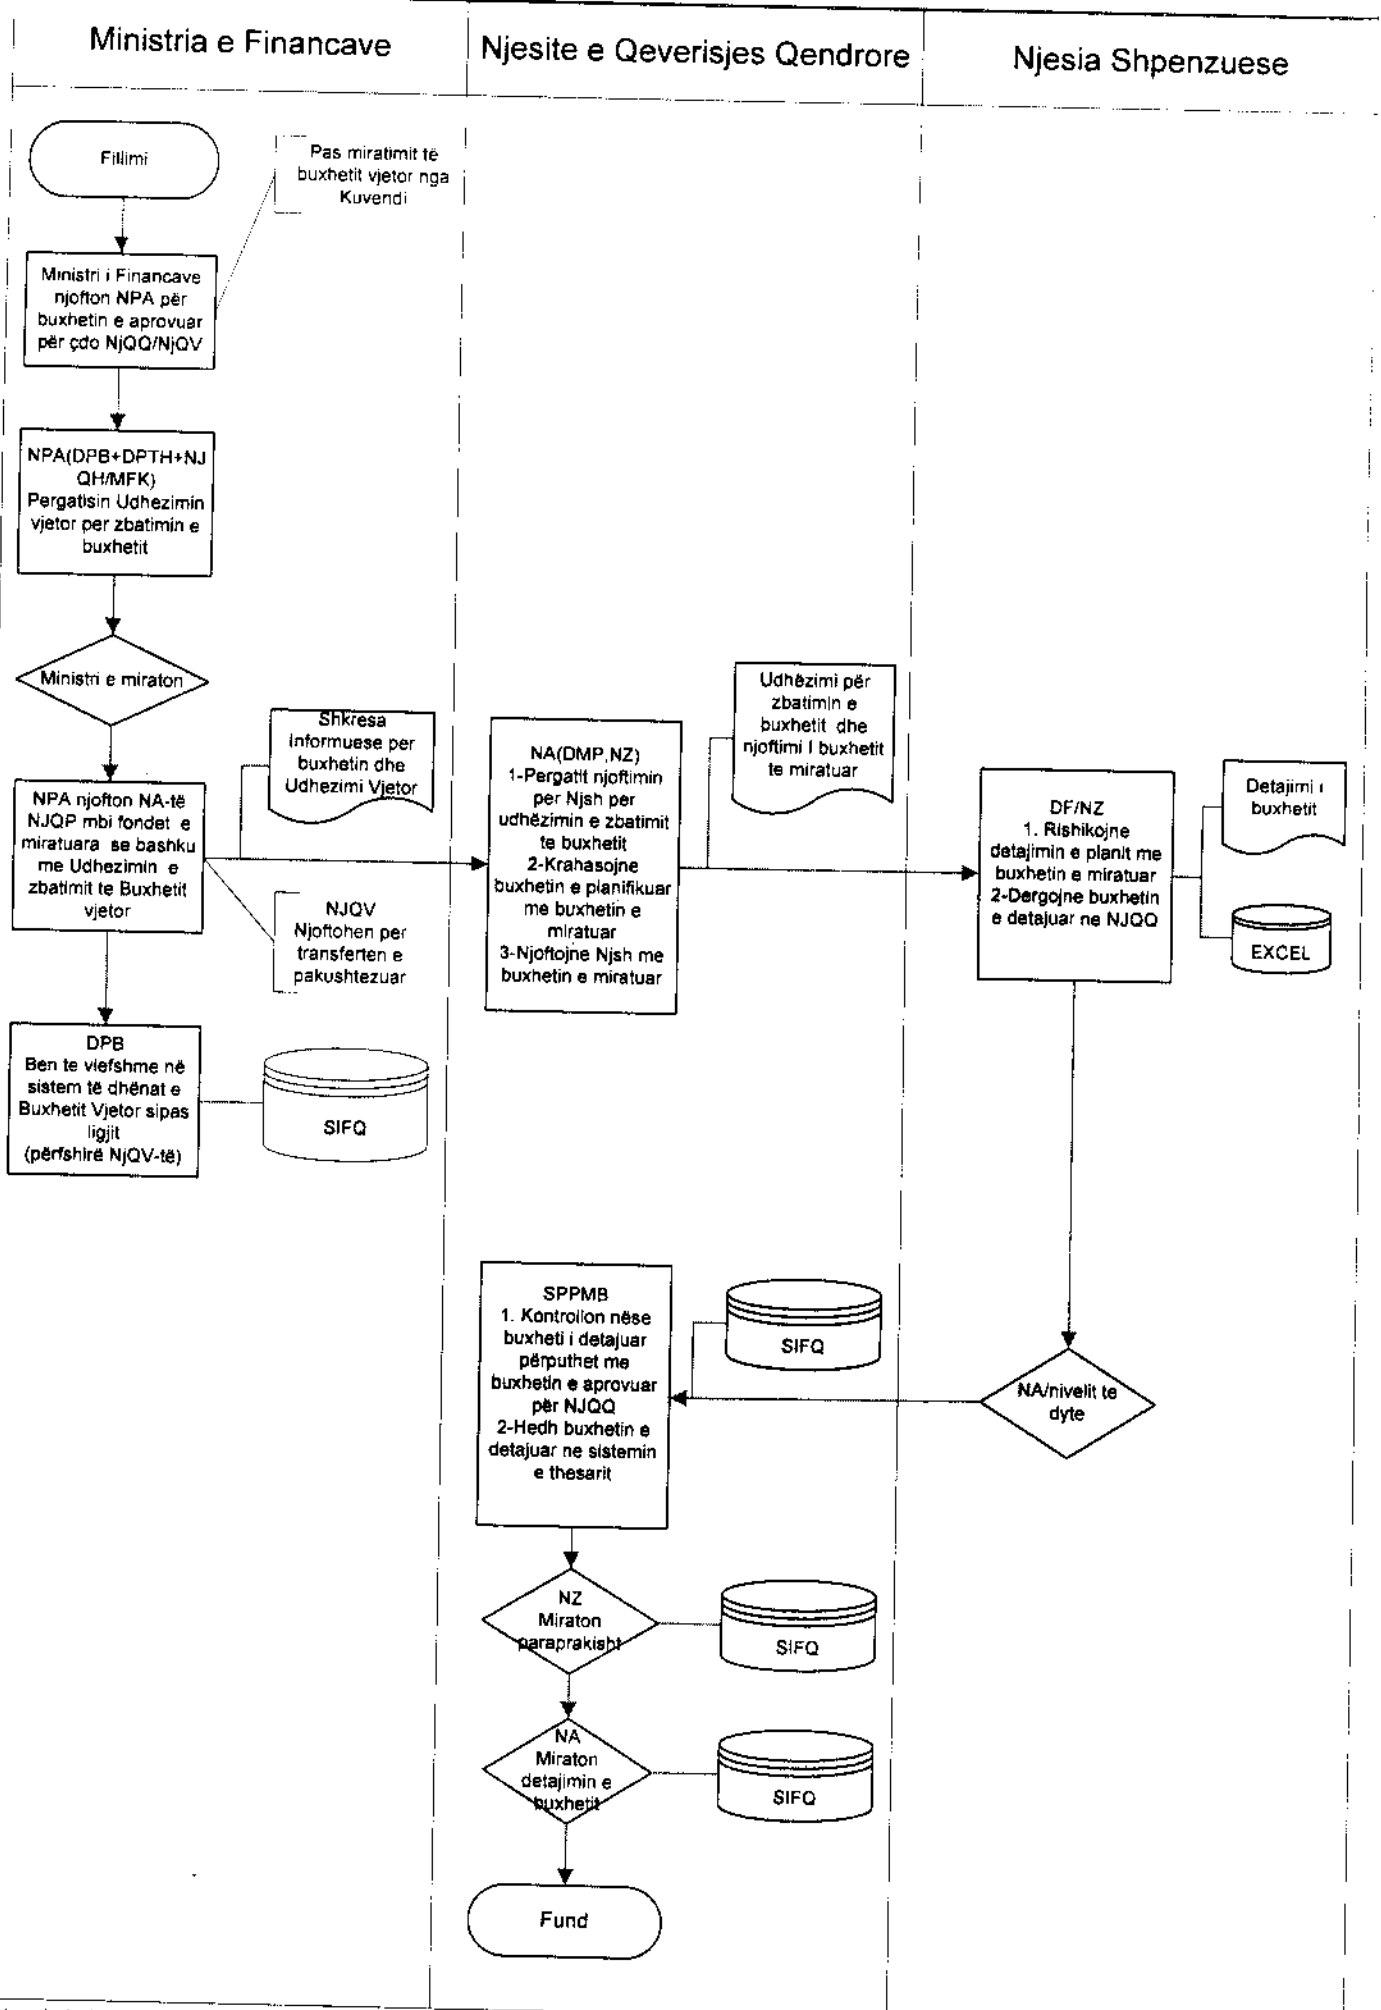 Ministria e Financave
Njesite e Qeverisjes Qendrore
Njesia Shpenzuese
Fillimi
Pas miratimit të
buxhetit vjetor nga
Kuvendi
Ministri i Financave
njofton NPA për
buxhetin e aprovuar
për çdo NjQQ/NjQV
NPA(DPB+DPTH+NJ
QH/MFK)
Pergatisin Udhezimin
vjetor per zbatimin e
buxhetit
Ministri e miraton
Shkresa
informuese per
buxhetin dhe
Udhezimi Vjetor
NPA njofton NA-të
NJQP mbi fondet e
miratuara se bashku
me Udhezimin e
zbatimit te Buxhetit
vjetor
NJQV
Njoftohen per
transferten e
pakushtezuar
DPB
Ben te vlefshme në
sistem të dhënat e
Buxhetit Vjetor sipas
ligjit
(përfshirë NjQV-të)
SIFQ
NA(DMP,NZ)
1-Pergatit njoftimin
per Njsh per
udhëzimin e zbatimit
te buxhetit
2-Krahasojne
buxhetin e planifikuar
me buxhetin e
miratuar
3-Njoftojne Njsh me
buxhetin e miratuar
Udhëzimi për
zbatimin e
buxhetit dhe
njoftimi I buxhetit
te miratuar
DF/NZ
1. Rishikojne
detajimin e planit me
buxhetin e miratuar
2-Dergojne buxhetin
e detajuar ne NJQQ
Detajimi i
buxhetit
EXCEL
NA/nivelit te
dyte
SPPMB
1. Kontrollon nëse
buxheti i detajuar
përputhet me
buxhetin e aprovuar
për NJQQ
2-Hedh buxhetin e
detajuar ne sistemin
e thesarit
SIFQ
NZ
Miraton
paraprakisht
SIFQ
NA
Miraton
detajimin e
buxhetit
SIFQ
Fund